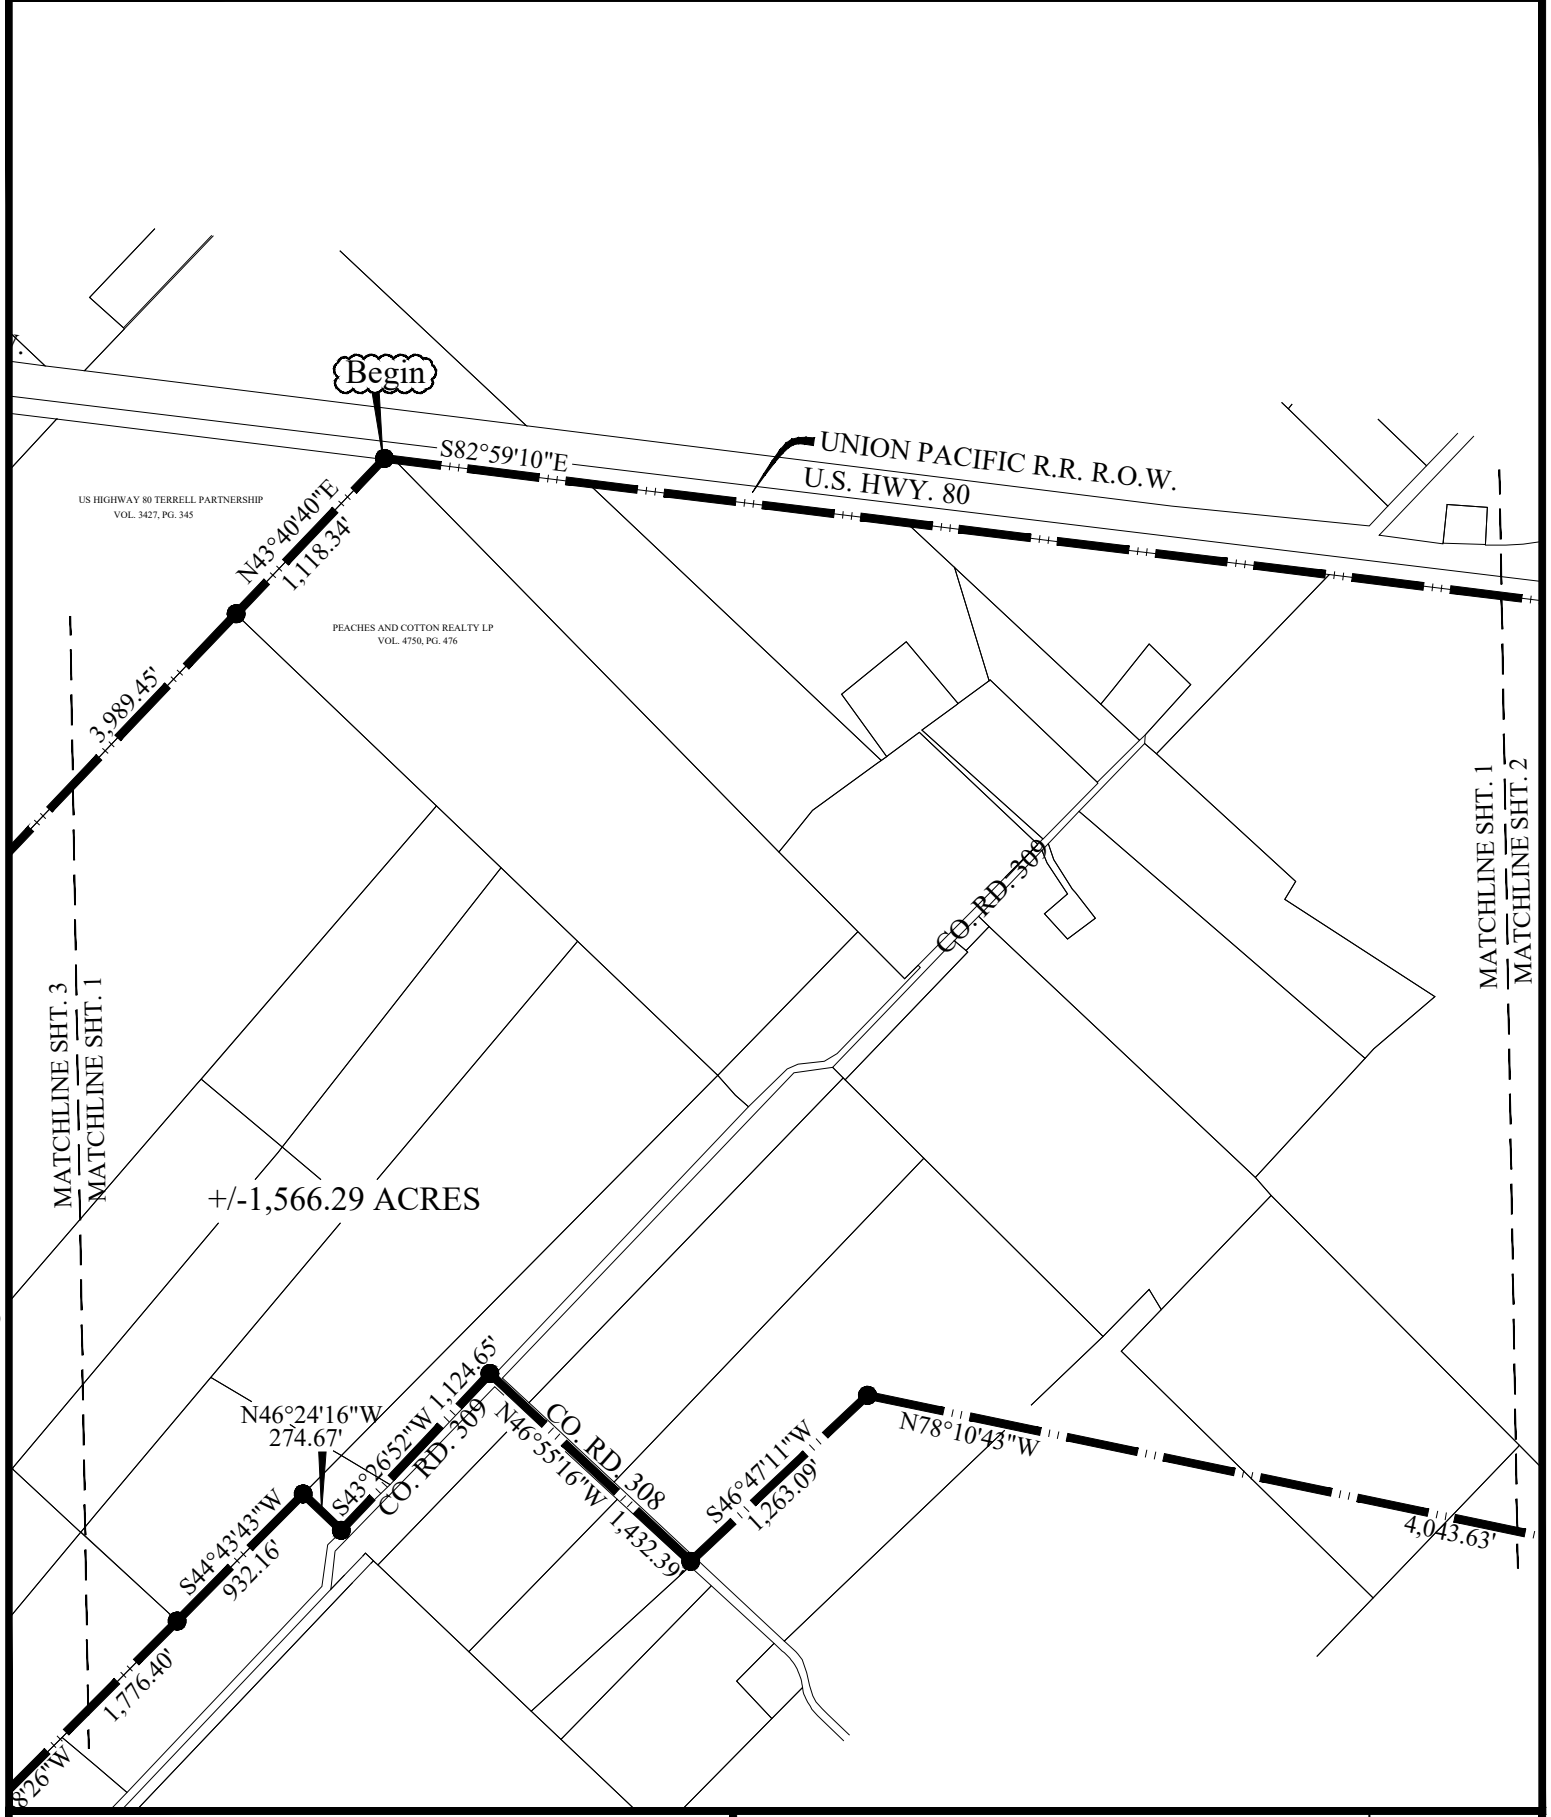 Begin
S82°59'10"E
UNION PACIFIC R.R. R.O.W.
U.S. HWY. 80
US HIGHWAY 80 TERRELL PARTNERSHIP
VOL. 3427, PG. 345
N43°40'40"E
1,118.34'
PEACHES AND COTTON REALTY LP
VOL. 4750, PG. 476
3,989.45'
CO. RD. 309
MATCHLINE SHT. 1
MATCHLINE SHT. 2
MATCHLINE SHT. 3
MATCHLINE SHT. 1
+/-1,566.29 ACRES
N46°24'16"W
274.67'
S43°26'52"W 1,124.65'
CO. RD. 309
CO. RD. 308
N46°55'16"W
1,432.39'
S46°47'11"W
1,263.09'
N78°10'43"W
4,043.63'
S44°43'43"W
932.16'
1,776.40'
8'26"W